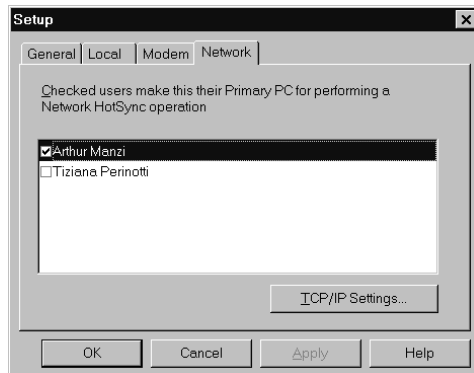 Setup
General Local Modem Network
Checked users make this their Primary PC for performing a
Network HotSync operation
Arthur Manzi
Tiziana Perinotti
TCP/IP Settings...
OK Cancel Apply Help